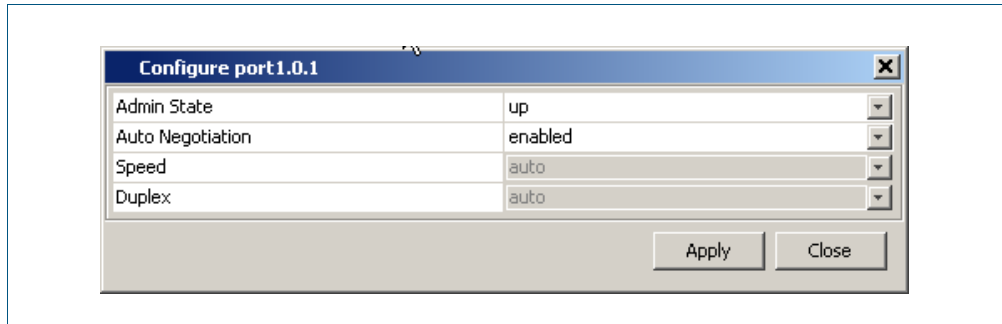 Configure port1.0.1
Admin State up
Auto Negotiation enabled
Speed auto
Duplex auto
Apply Close